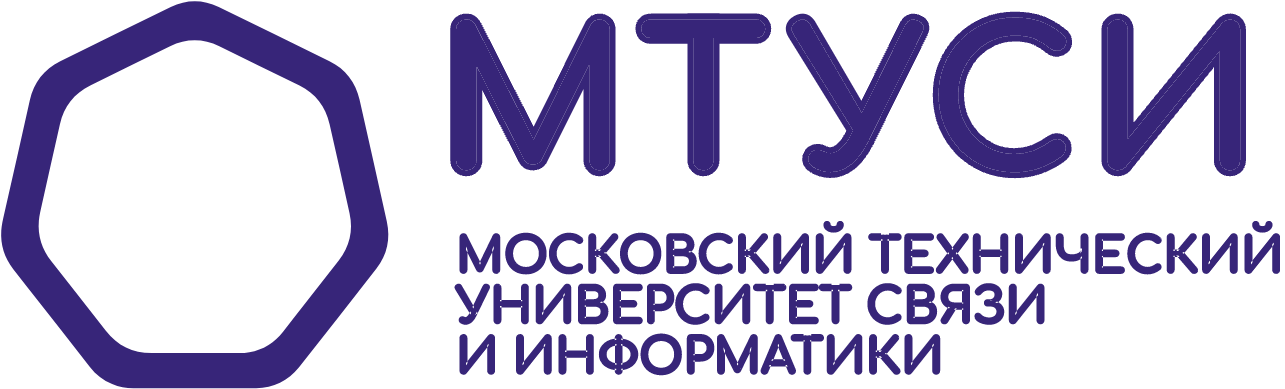 МТУСИ
МОСКОВСКИЙ ТЕХНИЧЕСКИЙ
УНИВЕРСИТЕТ СВЯЗИ
И ИНФОРМАТИКИ